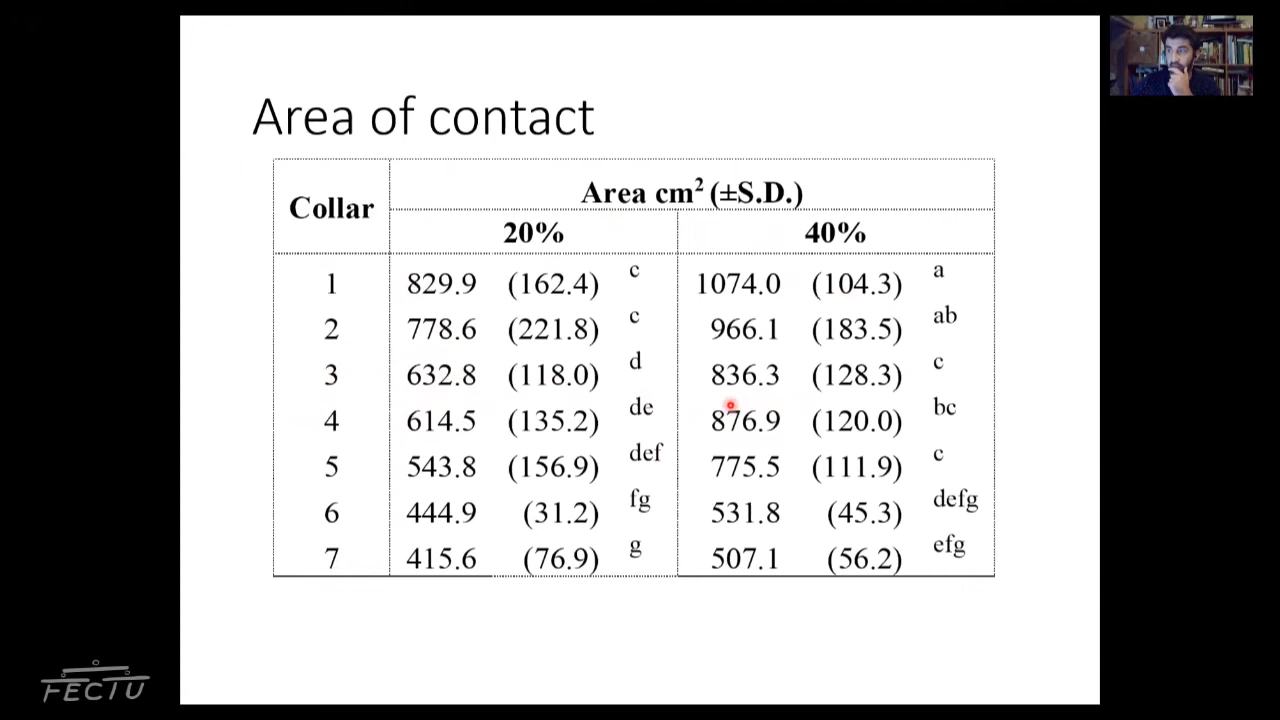 Area of contact
Collar
Area cm² (±S.D.)
20% 40%
1 829.9 (162.4) c 1074.0 (104.3) a
2 778.6 (221.8) c 966.1 (183.5) ab
3 632.8 (118.0) d 836.3 (128.3) c
4 614.5 (135.2) de 876.9 (120.0) bc
5 543.8 (156.9) def 775.5 (111.9) c
6 444.9 (31.2) fg 531.8 (45.3) defg
7 415.6 (76.9) g 507.1 (56.2) efg
FECTU